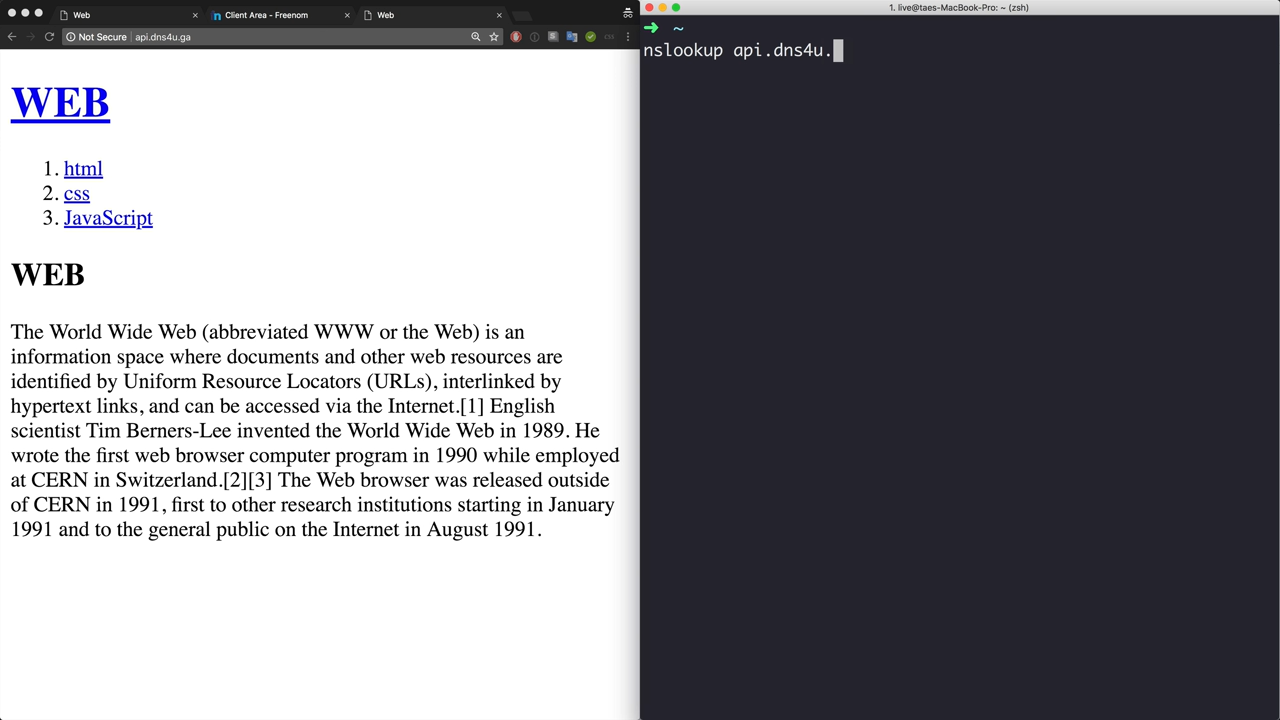 Web
Client Area - Freenom
Web
Not Secure
api.dns4u.ga
WEB
1. html
2. css
3. JavaScript
WEB
The World Wide Web (abbreviated WWW or the Web) is an
information space where documents and other web resources are
identified by Uniform Resource Locators (URLs), interlinked by
hypertext links, and can be accessed via the Internet.[1] English
scientist Tim Berners-Lee invented the World Wide Web in 1989. He
wrote the first web browser computer program in 1990 while employed
at CERN in Switzerland.[2][3] The Web browser was released outside
of CERN in 1991, first to other research institutions starting in January
1991 and to the general public on the Internet in August 1991.
1. live@taes-MacBook-Pro: ~ (zsh)
➜ ~
nslookup api.dns4u.